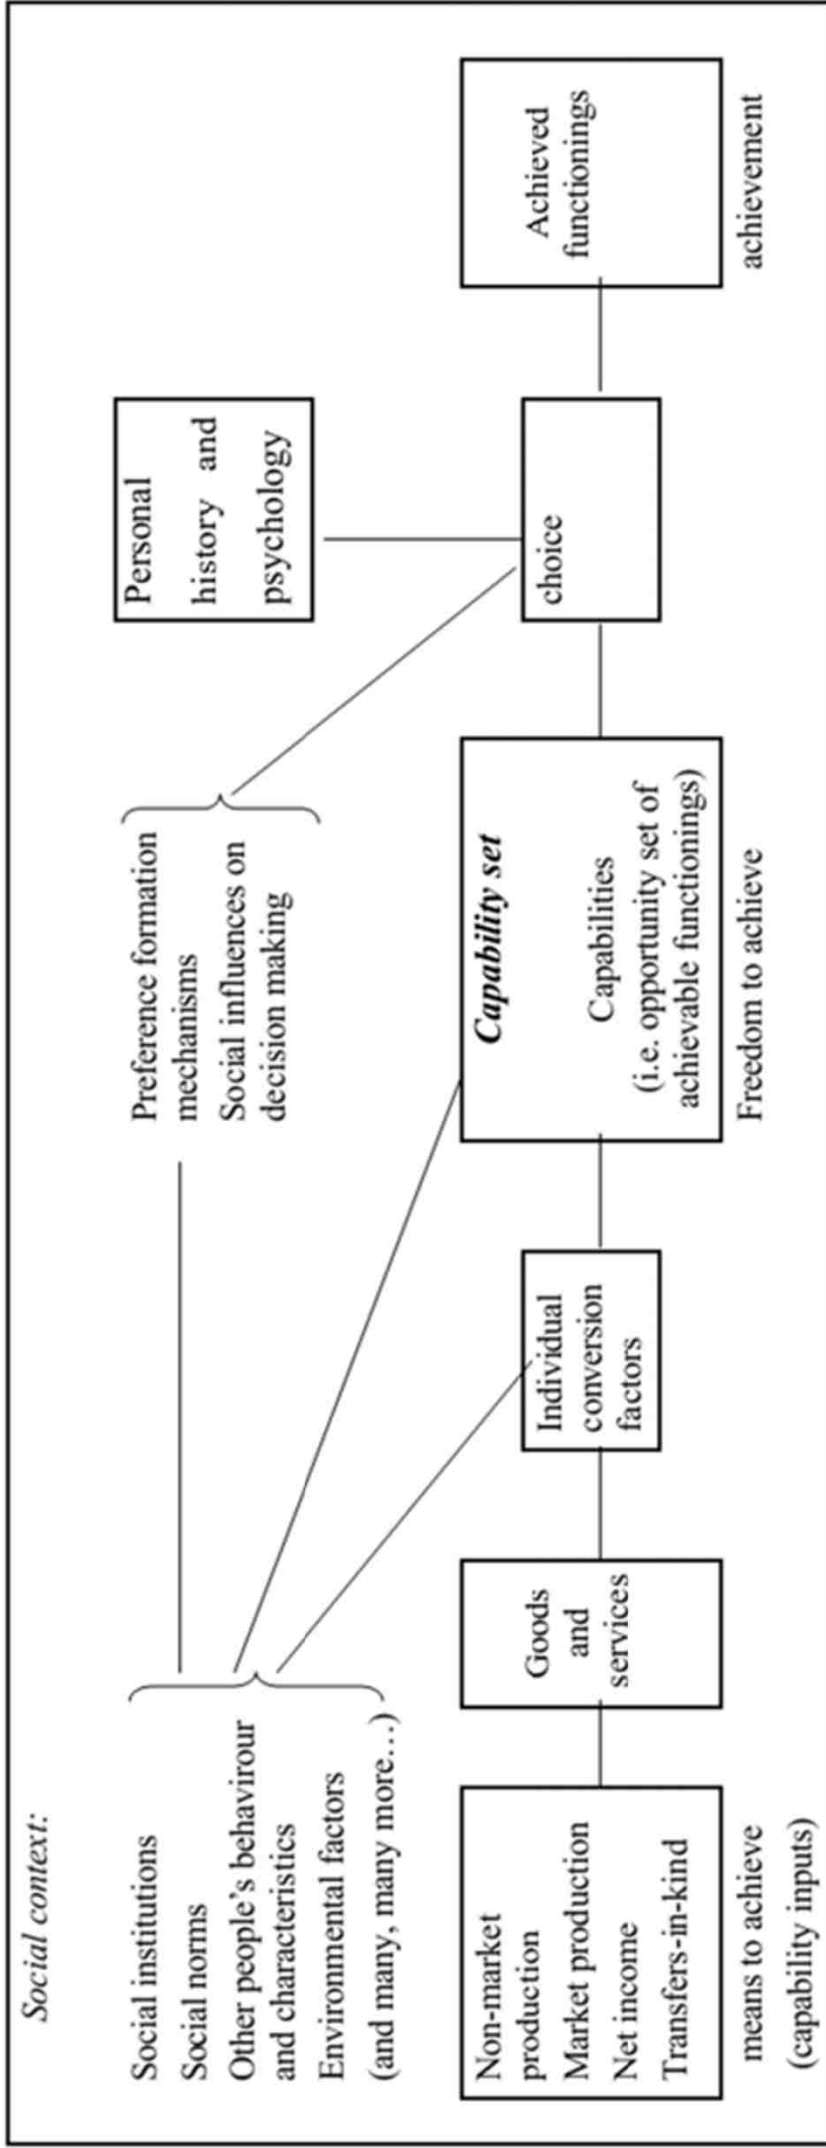 Social context:
Social institutions
Social norms
Other people's behavirour
and characteristics
Environmental factors
(and many, many more…)
Preference formation
mechanisms
Social influences on
decision making
Personal
history and
psychology
Non-market
production
Market production
Net income
Transfers-in-kind
Goods
and
services
Individual
conversion
factors
Capability set
Capabilities
(i.e. opportunity set of
achievable functionings)
choice
Achieved
functionings
means to achieve
(capability inputs)
Freedom to achieve
achievement